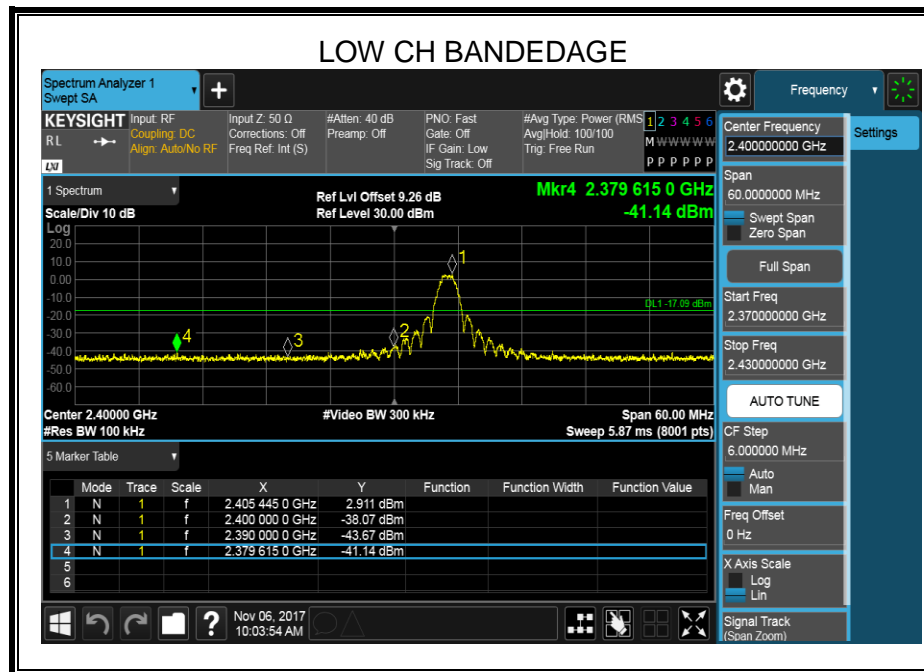 LOW CH BANDEDAGE
Spectrum Analyzer 1
Swept SA
Frequency
KEYSIGHT
RL
LXI
Input: RF
Coupling: DC
Align: Auto/No RF
Input Z: 50 Ω
Corrections: Off
Freq Ref: Int (S)
#Atten: 40 dB
Preamp: Off
PNO: Fast
Gate: Off
IF Gain: Low
Sig Track: Off
#Avg Type: Power (RMS
Avg|Hold: 100/100
Trig: Free Run
1 2 3 4 5 6
M W W W W W
P P P P P P
1 Spectrum
Scale/Div 10 dB
Ref Lvl Offset 9.26 dB
Ref Level 30.00 dBm
Mkr4 2.379 615 0 GHz
-41.14 dBm
Log
20.0
10.0
0.00
-10.0
-20.0
-30.0
-40.0
-50.0
-60.0
1
DL1 -17.09 dBm
4
3
2
Center 2.40000 GHz
#Res BW 100 kHz
#Video BW 300 kHz
Span 60.00 MHz
Sweep 5.87 ms (8001 pts)
5 Marker Table
Mode Trace Scale X Y Function Function Width Function Value
1 N 1 f 2.405 445 0 GHz 2.911 dBm
2 N 1 f 2.400 000 0 GHz -38.07 dBm
3 N 1 f 2.390 000 0 GHz -43.67 dBm
4 N 1 f 2.379 615 0 GHz -41.14 dBm
5
6
Center Frequency
2.400000000 GHz
Span
60.0000000 MHz
Swept Span
Zero Span
Full Span
Start Freq
2.370000000 GHz
Stop Freq
2.430000000 GHz
AUTO TUNE
CF Step
6.000000 MHz
Auto
Man
Freq Offset
0 Hz
X Axis Scale
Log
Lin
Signal Track
(Span Zoom)
Settings
?
Nov 06, 2017
10:03:54 AM